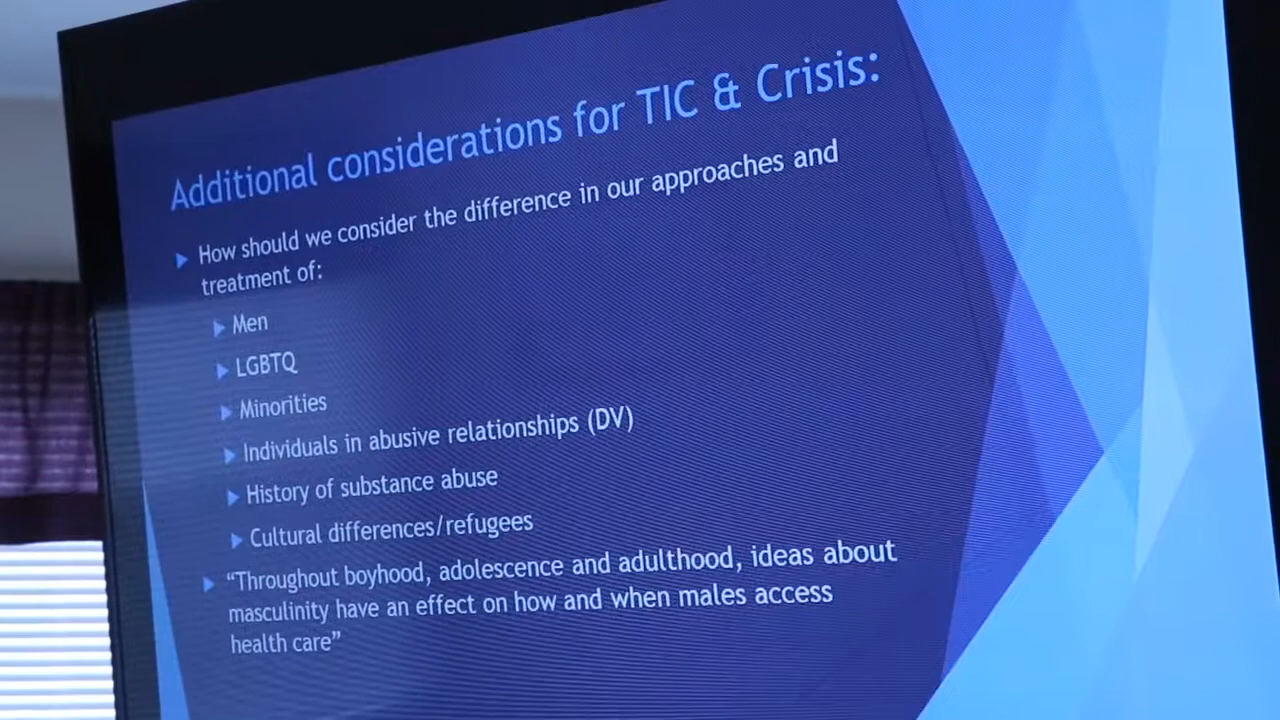 Additional considerations for TIC & Crisis:
How should we consider the difference in our approaches and
treatment of:
Men
LGBTQ
Minorities
Individuals in abusive relationships (DV)
History of substance abuse
Cultural differences/refugees
“Throughout boyhood, adolescence and adulthood, ideas about
masculinity have an effect on how and when males access
health care”